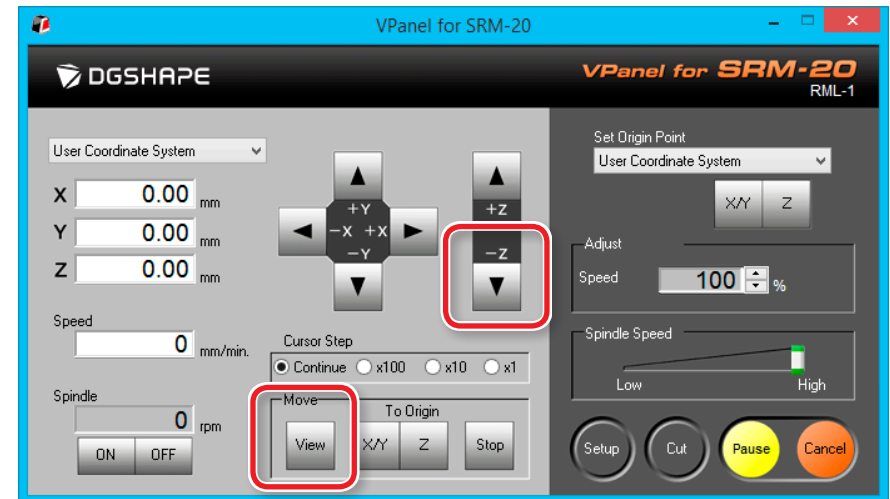 VPanel for SRM-20
DGSHAPE
VPanel for SRM-20
RML-1
User Coordinate System
X 0.00 mm
Y 0.00 mm
Z 0.00 mm
Speed
0 mm/min.
Spindle
0 rpm
ON OFF
+Y
-X +X
-Y
+Z
-Z
Cursor Step
Continue x100 x10 x1
Move
To Origin
View X/Y Z Stop
Set Origin Point
User Coordinate System
X/Y Z
Adjust
Speed 100 %
Spindle Speed
Low High
Setup Cut Pause Cancel